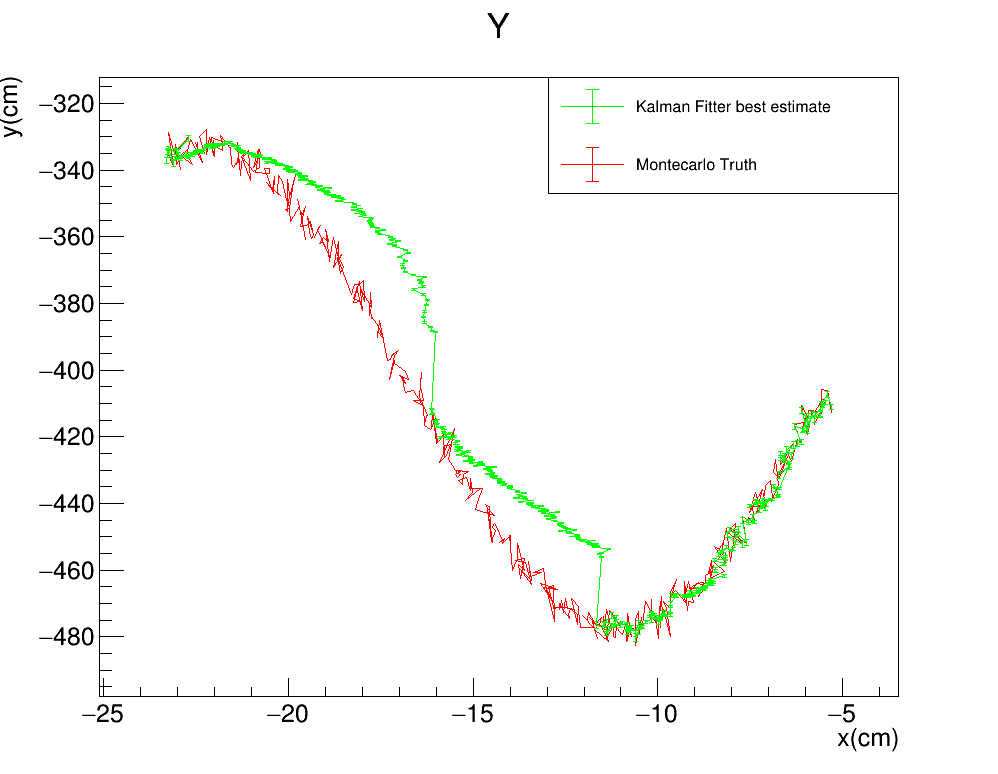 Y
y(cm)
Kalman Fitter best estimate
Montecarlo Truth
−320
−340
−360
−380
−400
−420
−440
−460
−480
−25 −20 −15 −10 −5
x(cm)